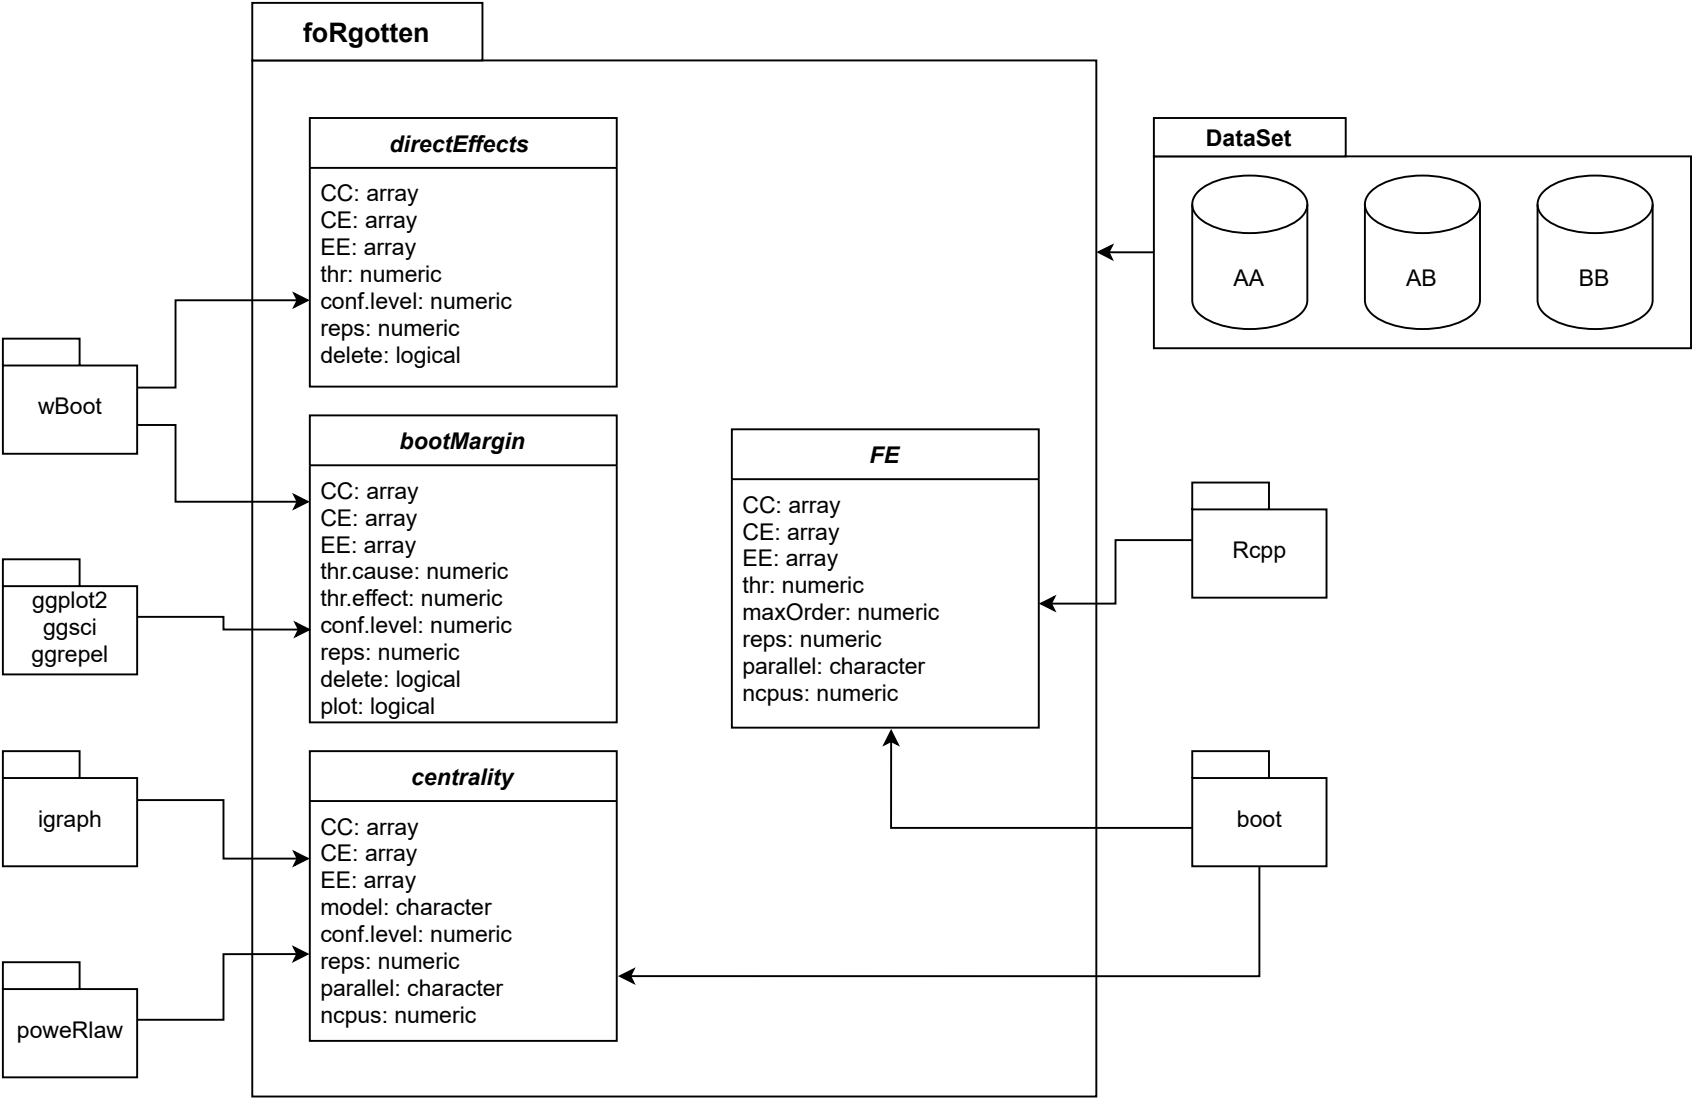 foRgotten
directEffects
CC: array
CE: array
EE: array
thr: numeric
conf.level: numeric
reps: numeric
delete: logical
bootMargin
CC: array
CE: array
EE: array
thr.cause: numeric
thr.effect: numeric
conf.level: numeric
reps: numeric
delete: logical
plot: logical
centrality
CC: array
CE: array
EE: array
model: character
conf.level: numeric
reps: numeric
parallel: character
ncpus: numeric
FE
CC: array
CE: array
EE: array
thr: numeric
maxOrder: numeric
reps: numeric
parallel: character
ncpus: numeric
wBoot
ggplot2
ggsci
ggrepel
igraph
poweRlaw
DataSet
AA
AB
BB
Rcpp
boot